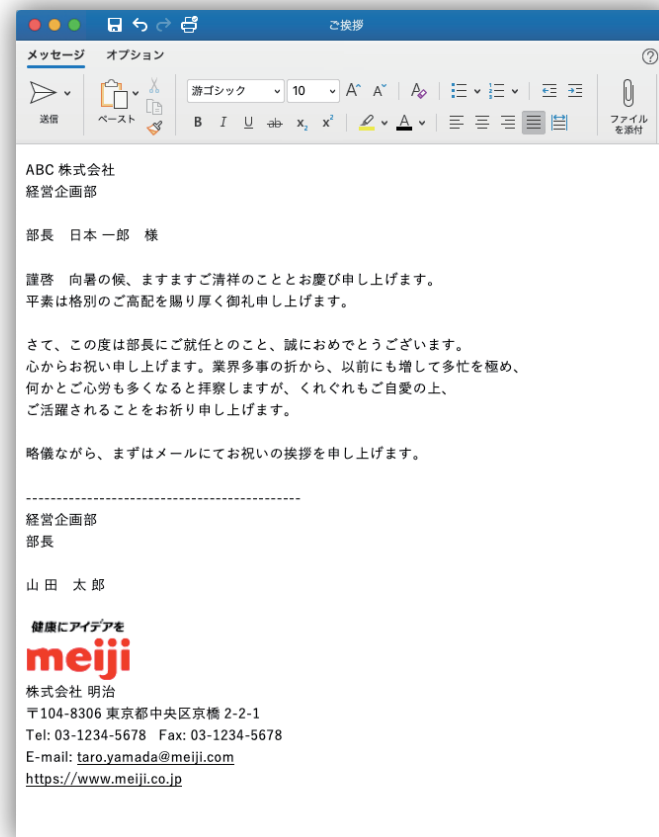 ご挨拶
メッセージ オプション
送信 ペースト 游ゴシック 10 A^ A˅ A
B I U ab x₂ x² A
ファイル
を添付
ABC 株式会社
経営企画部
部長　日本 一郎　様
謹啓　向暑の候、ますますご清祥のこととお慶び申し上げます。
平素は格別のご高配を賜り厚く御礼申し上げます。
さて、この度は部長にご就任とのこと、誠におめでとうございます。
心からお祝い申し上げます。業界多事の折から、以前にも増して多忙を極め、
何かとご心労も多くなると拝察しますが、くれぐれもご自愛の上、
ご活躍されることをお祈り申し上げます。
略儀ながら、まずはメールにてお祝いの挨拶を申し上げます。
---------------------------------------------
経営企画部
部長
山 田　太 郎
健康にアイデアを
meiji
株式会社 明治
〒104-8306 東京都中央区京橋 2-2-1
Tel: 03-1234-5678　Fax: 03-1234-5678
E-mail: taro.yamada@meiji.com
https://www.meiji.co.jp